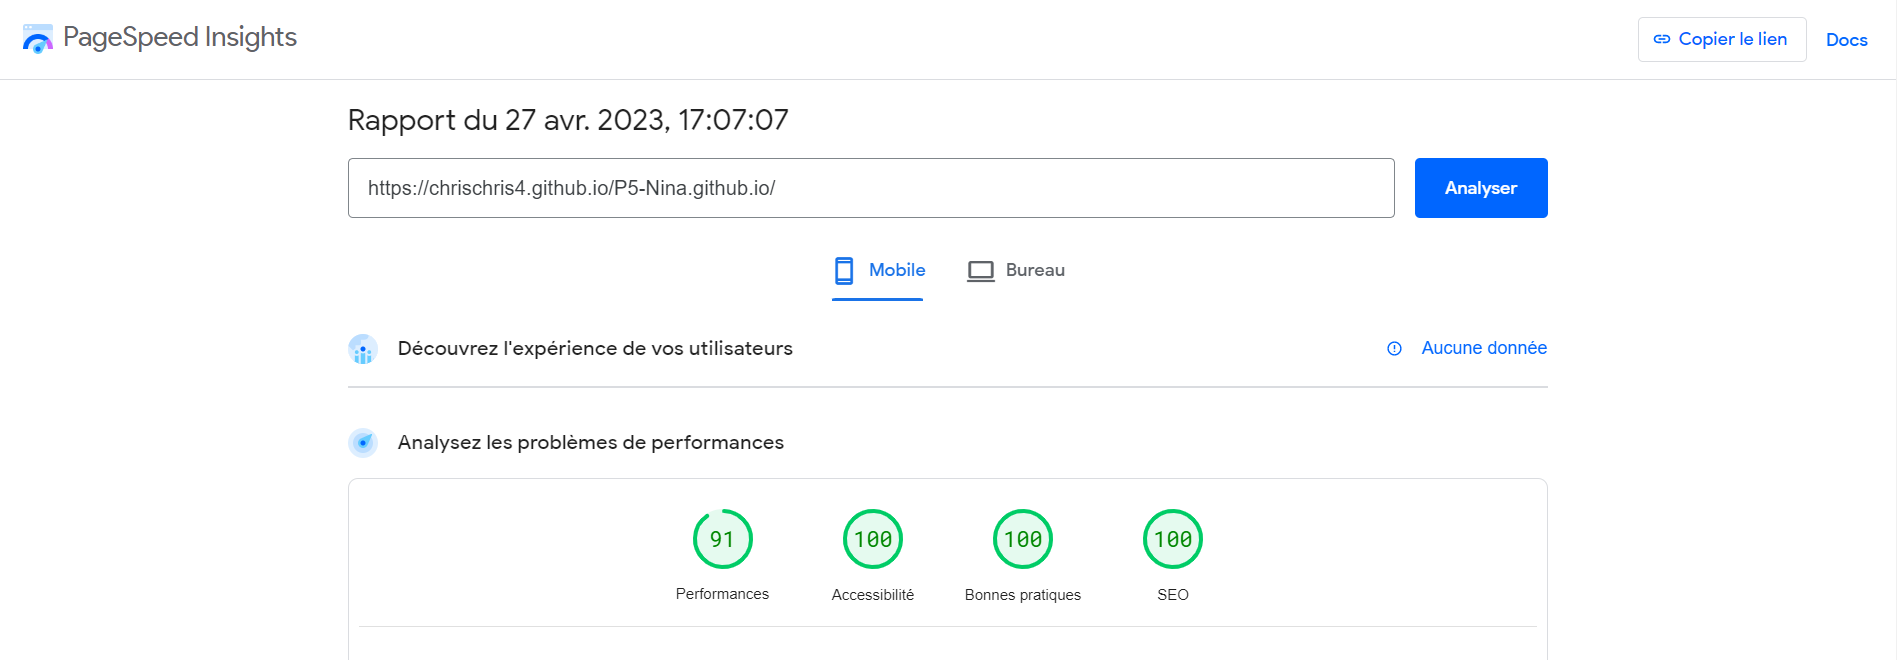 PageSpeed Insights
Copier le lien
Docs
Rapport du 27 avr. 2023, 17:07:07
https://chrischris4.github.io/P5-Nina.github.io/
Analyser
Mobile
Bureau
Découvrez l'expérience de vos utilisateurs
Aucune donnée
Analysez les problèmes de performances
91
100
100
100
Performances
Accessibilité
Bonnes pratiques
SEO